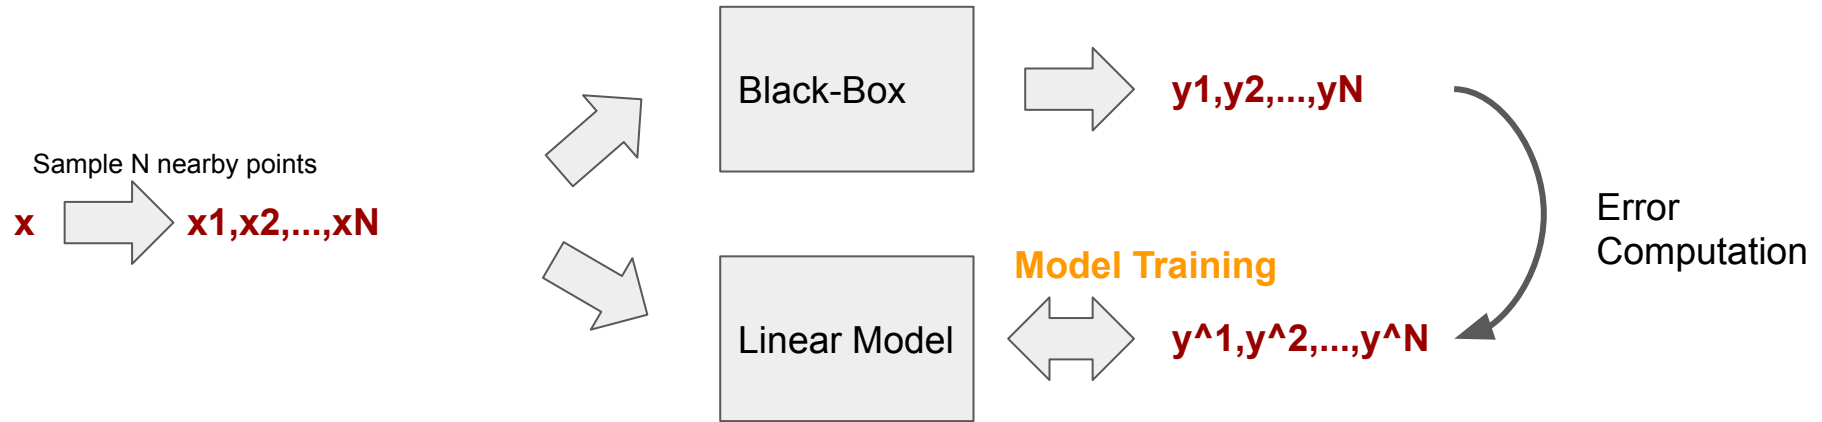 Sample N nearby points
x
x1,x2,...,xN
Black-Box
y1,y2,...,yN
Linear Model
Model Training
y^1,y^2,...,y^N
Error
Computation